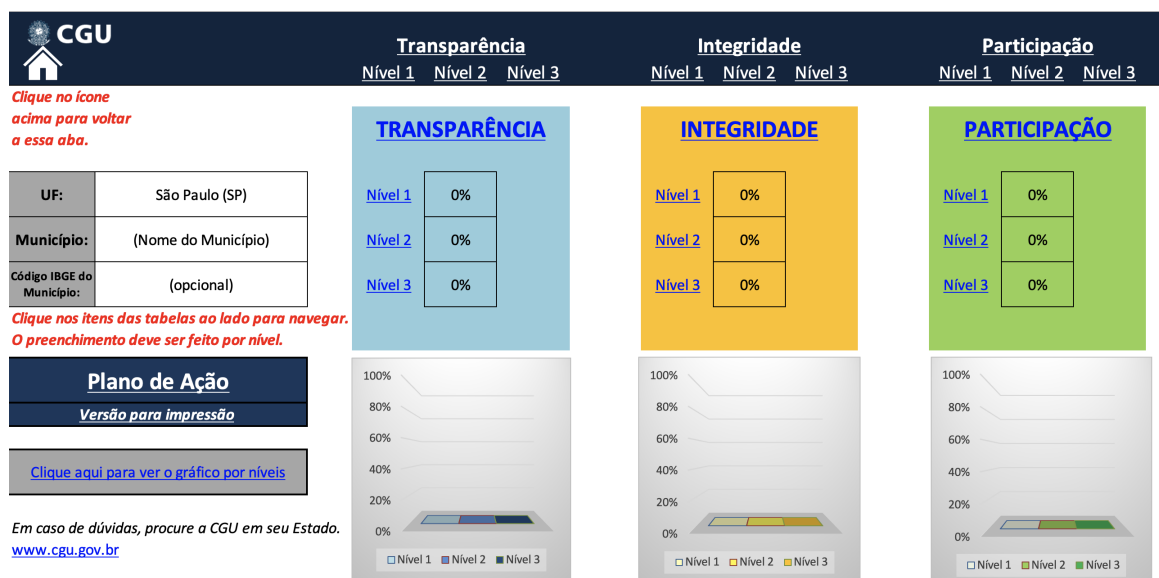 CGU
Transparência
Nível 1 Nível 2 Nível 3
Integridade
Nível 1 Nível 2 Nível 3
Participação
Nível 1 Nível 2 Nível 3
Clique no ícone
acima para voltar
a essa aba.
UF: São Paulo (SP)
Município: (Nome do Município)
Código IBGE do
Município: (opcional)
Clique nos itens das tabelas ao lado para navegar.
O preenchimento deve ser feito por nível.
Plano de Ação
Versão para impressão
Clique aqui para ver o gráfico por níveis
Em caso de dúvidas, procure a CGU em seu Estado.
www.cgu.gov.br
TRANSPARÊNCIA
Nível 1 0%
Nível 2 0%
Nível 3 0%
100%
80%
60%
40%
20%
0%
Nível 1 Nível 2 Nível 3
INTEGRIDADE
Nível 1 0%
Nível 2 0%
Nível 3 0%
100%
80%
60%
40%
20%
0%
Nível 1 Nível 2 Nível 3
PARTICIPAÇÃO
Nível 1 0%
Nível 2 0%
Nível 3 0%
100%
80%
60%
40%
20%
0%
Nível 1 Nível 2 Nível 3